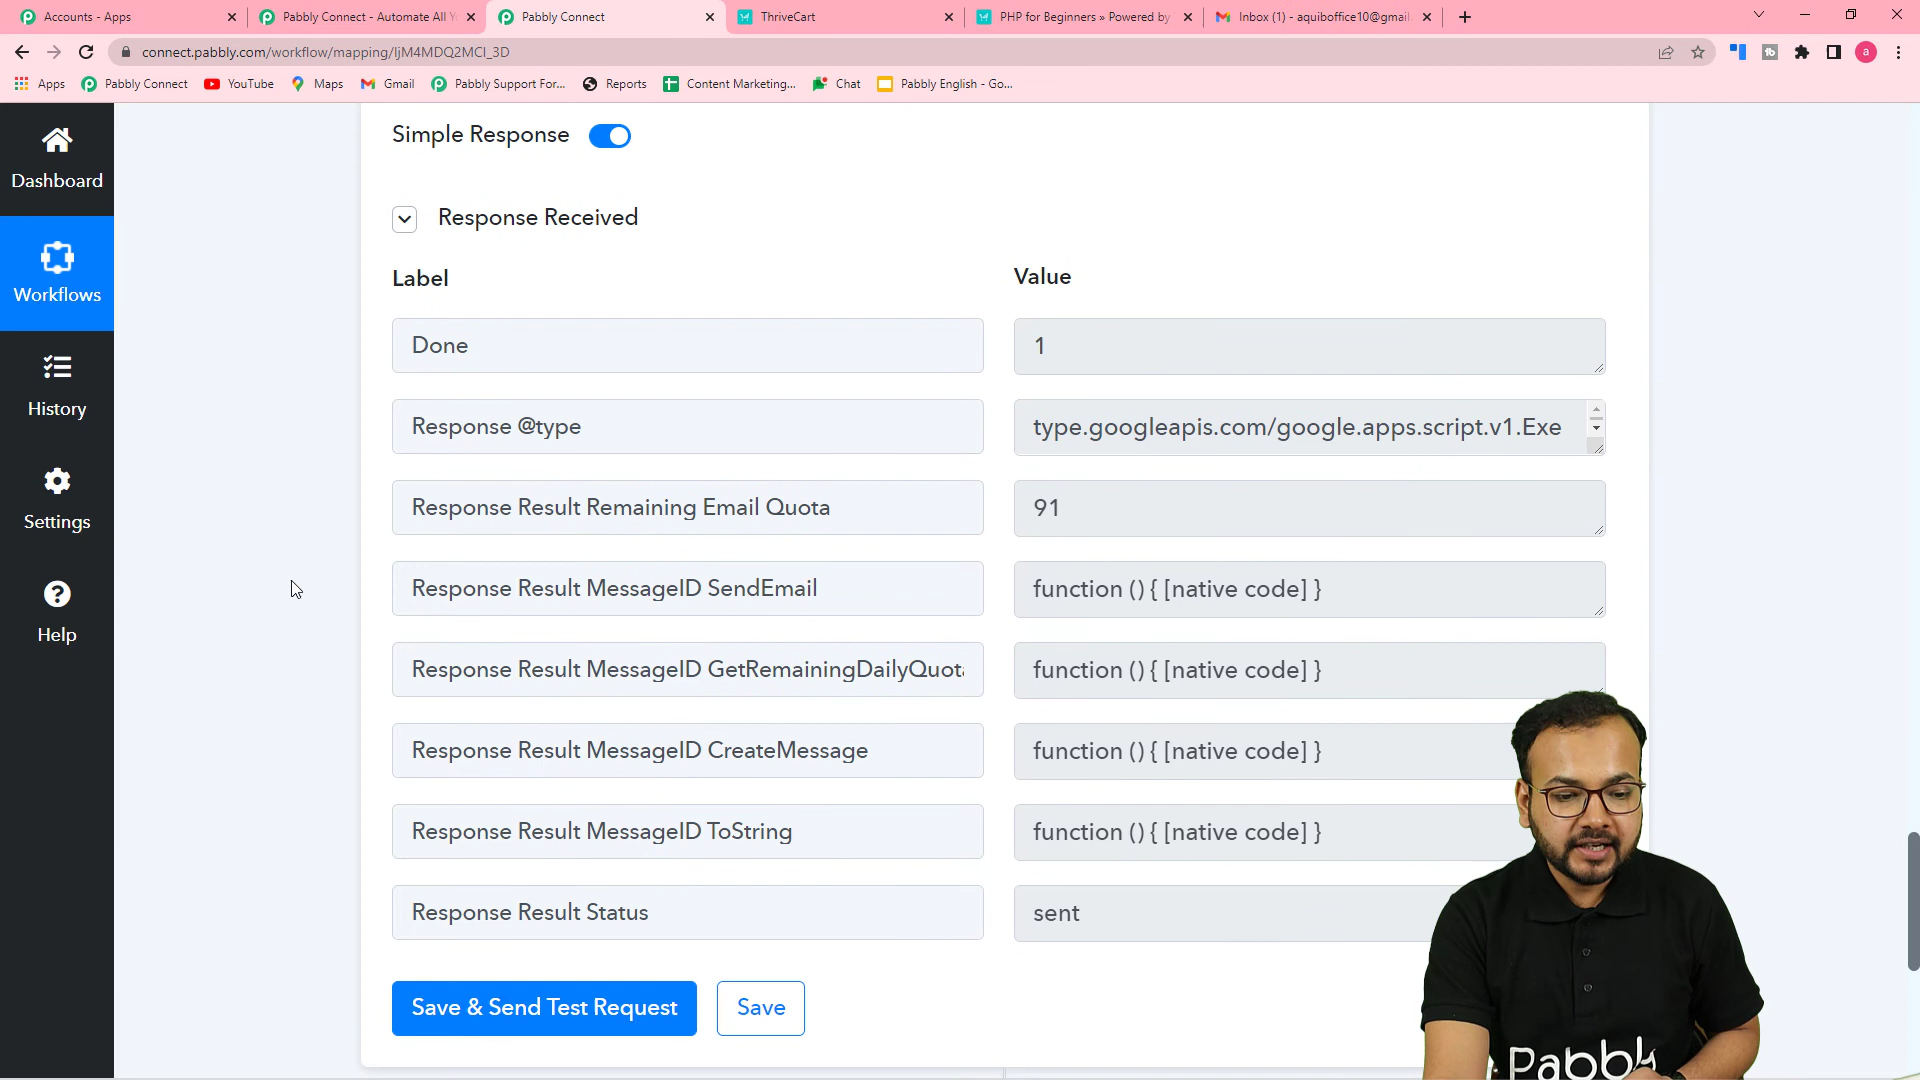 Accounts - Apps
Pabbly Connect - Automate All Y
Pabbly Connect
ThriveCart
PHP for Beginners » Powered by
Inbox (1) - aquiboffice10@gmail.
connect.pabbly.com/workflow/mapping/IjM4MDQ2MCI_3D
a
Apps
Pabbly Connect
YouTube
Maps
Gmail
Pabbly Support For...
Reports
Content Marketing...
Chat
Pabbly English - Go...
Dashboard
Workflows
History
Settings
Help
Simple Response
Response Received
Label
Value
Done
1
Response @type
type.googleapis.com/google.apps.script.v1.Exe
Response Result Remaining Email Quota
91
Response Result MessageID SendEmail
function () { [native code] }
Response Result MessageID GetRemainingDailyQuota
function () { [native code] }
Response Result MessageID CreateMessage
function () { [native code] }
Response Result MessageID ToString
function () { [native code] }
Response Result Status
sent
Save & Send Test Request
Save
Pabbly